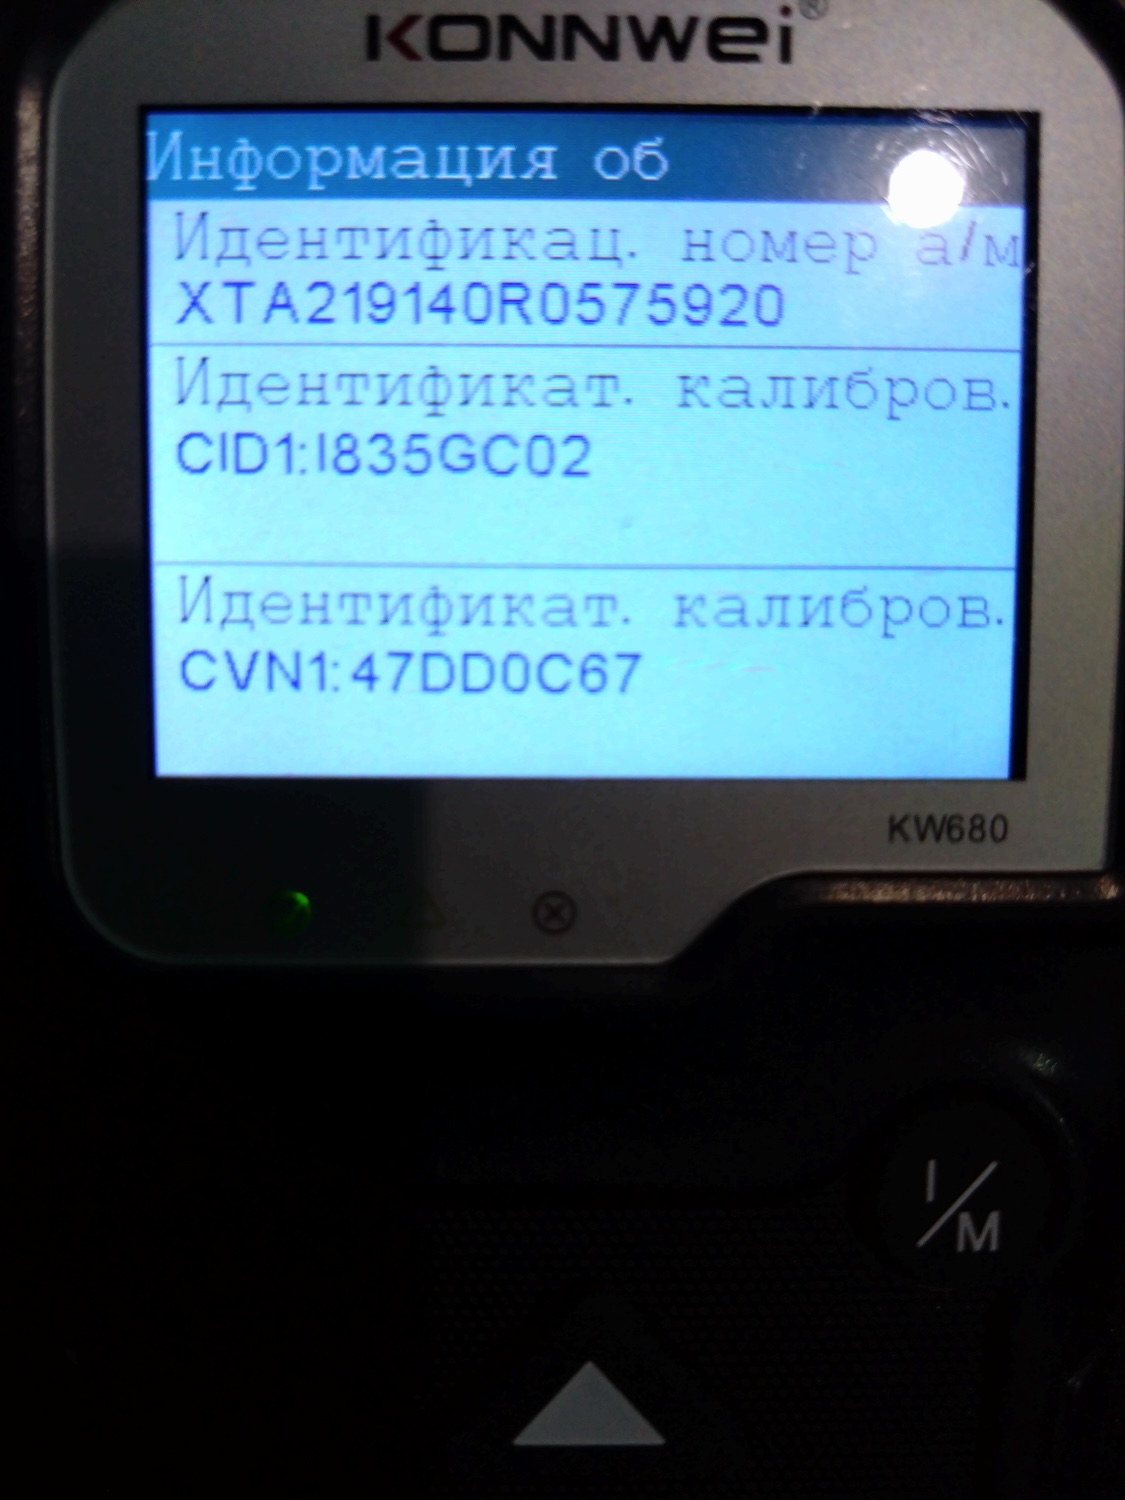 KONNWEi®
Информация об
Идентификац. номер а/м
XTA219140R0575920
Идентификат. калибров.
CID1:I835GC02
Идентификат. калибров.
CVN1:47DD0C67
KW680
I/M